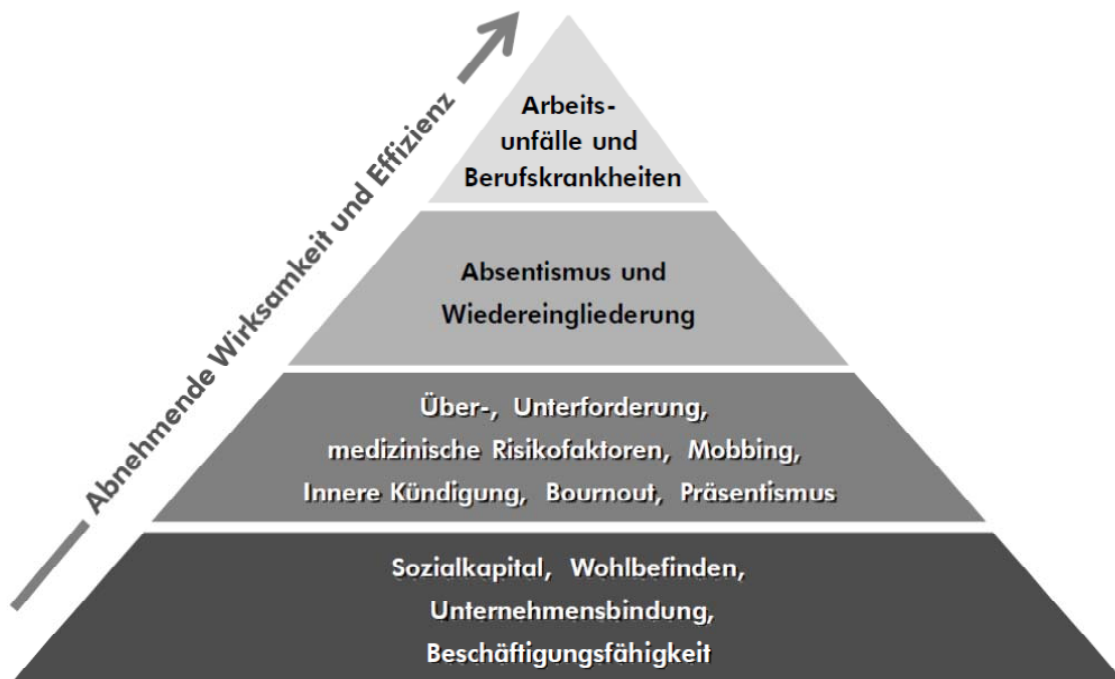 Abnehmende Wirksamkeit und Effizienz
Arbeits-
unfälle und
Berufskrankheiten
Absentismus und
Wiedereingliederung
Über-, Unterforderung,
medizinische Risikofaktoren, Mobbing,
Innere Kündigung, Bournout, Präsentismus
Sozialkapital, Wohlbefinden,
Unternehmensbindung,
Beschäftigungsfähigkeit